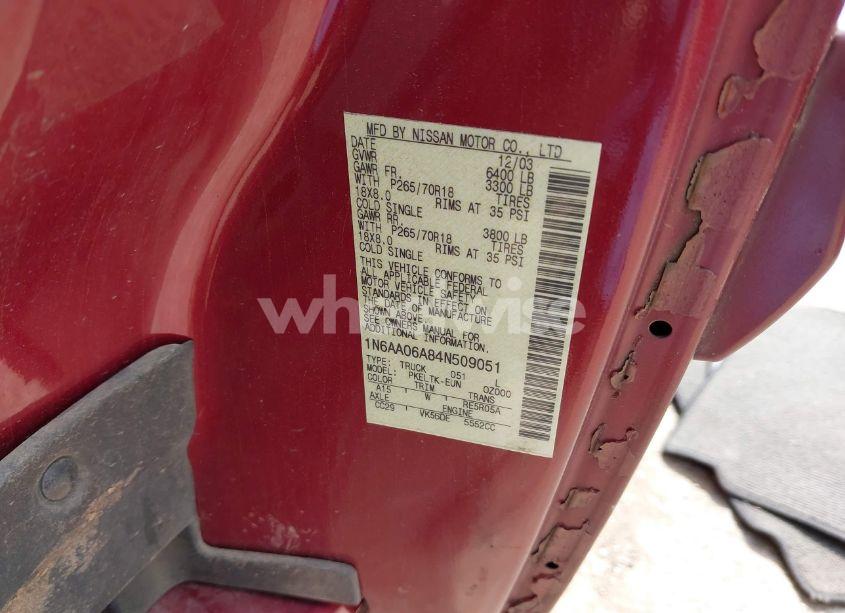 MFD BY NISSAN MOTOR CO., LTD
DATE 12/03
GVWR 6400 LB
GAWR FR. 3300 LB
WITH P265/70R18 TIRES
18X8.0 RIMS AT 35 PSI
COLD SINGLE
GAWR RR. 3800 LB
WITH P265/70R18 TIRES
18X8.0 RIMS AT 35 PSI
COLD SINGLE
THIS VEHICLE CONFORMS TO
ALL APPLICABLE FEDERAL
MOTOR VEHICLE SAFETY
STANDARDS IN EFFECT ON
THE DATE OF MANUFACTURE
SHOWN ABOVE.
SEE OWNERS MANUAL FOR
ADDITIONAL INFORMATION.
1N6AA06A84N509051
TYPE: TRUCK 051 L
MODEL: PKELTK-EUN 0Z000
COLOR TRIM TRANS
A15 W RE5R05A
AXLE ENGINE
CC29 VK56DE 5552CC